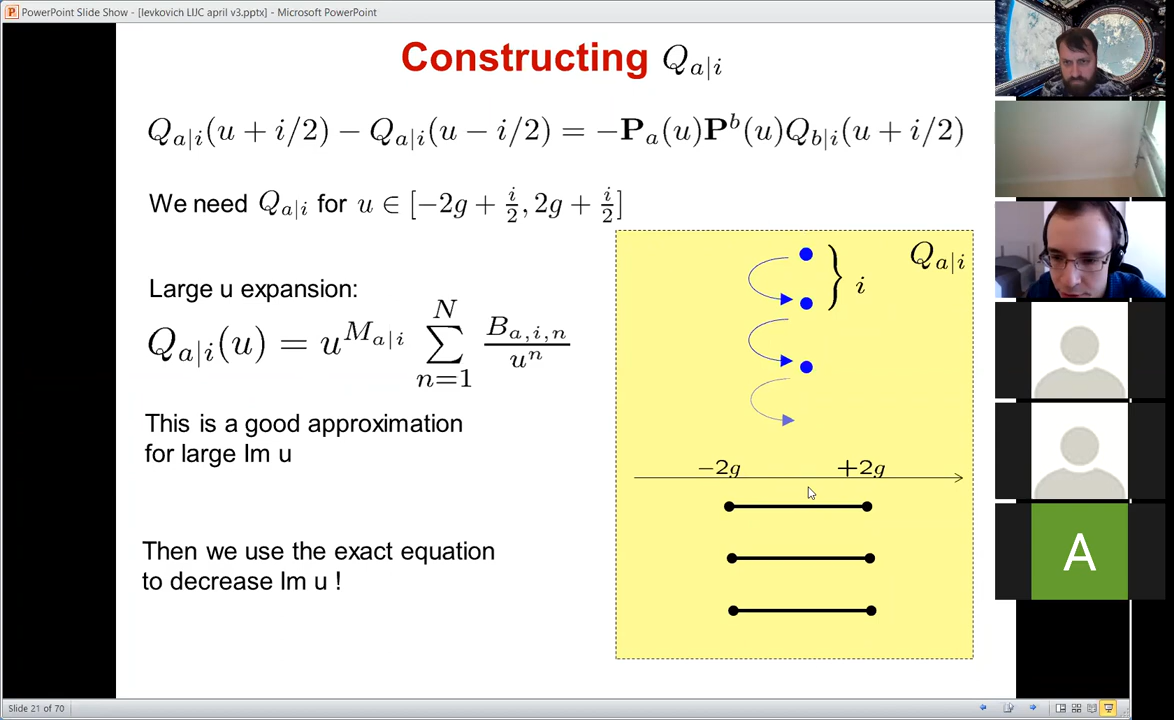 PowerPoint Slide Show - [levkovich LIJC april v3.pptx] - Microsoft PowerPoint
Constructing Q_{a|i}
Q_{a|i}(u + i/2) − Q_{a|i}(u − i/2) = −P_a(u)P^b(u)Q_{b|i}(u + i/2)
We need Q_{a|i} for u ∈ [−2g + i/2, 2g + i/2]
Large u expansion:
Q_{a|i}(u) = u^{M_{a|i}} ∑_{n=1}^{N} B_{a,i,n}/u^n
This is a good approximation
for large Im u
Then we use the exact equation
to decrease Im u !
Q_{a|i}
i
−2g +2g
A
Slide 21 of 70